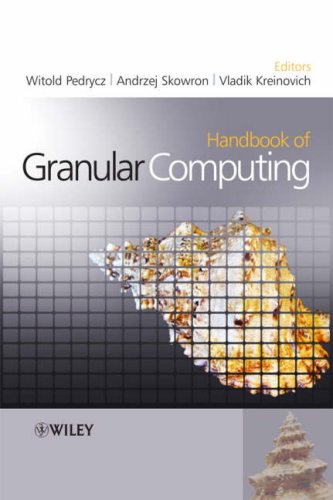 Editors
Witold Pedrycz | Andrzej Skowron | Vladik Kreinovich
Handbook of
Granular Computing
WILEY